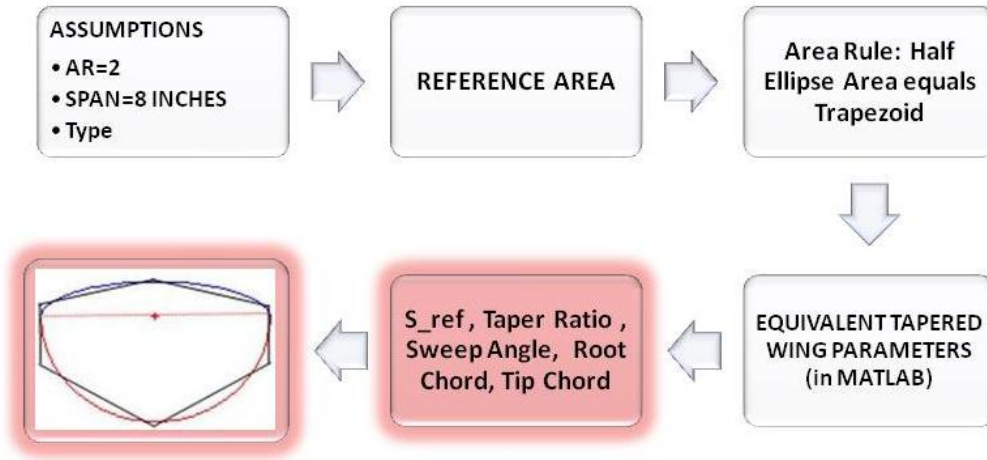 ASSUMPTIONS
• AR=2
• SPAN=8 INCHES
• Type
REFERENCE AREA
Area Rule: Half
Ellipse Area equals
Trapezoid
EQUIVALENT TAPERED
WING PARAMETERS
(in MATLAB)
S_ref , Taper Ratio ,
Sweep Angle, Root
Chord, Tip Chord